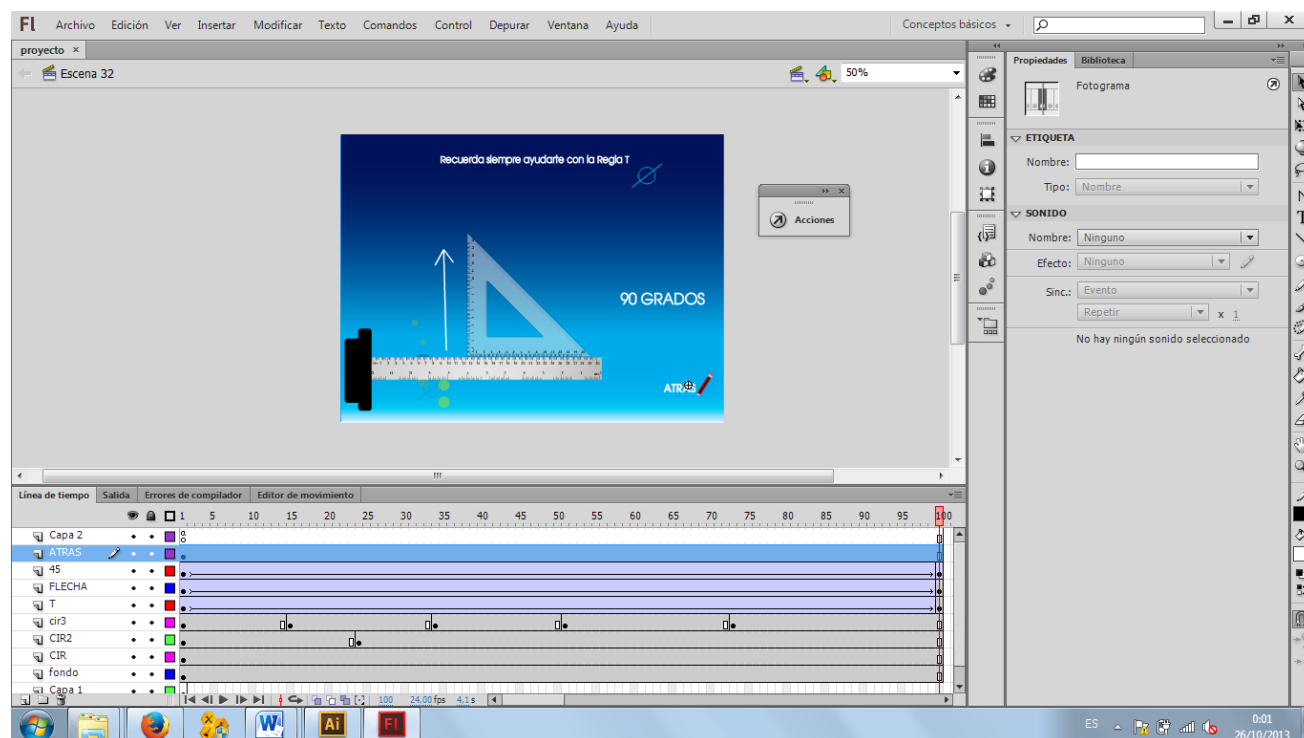 Fl Archivo Edición Ver Insertar Modificar Texto Comandos Control Depurar Ventana Ayuda Conceptos básicos
proyecto ×
Escena 32 50%
Propiedades Biblioteca
Fotograma
ETIQUETA
Nombre:
Tipo: Nombre
SONIDO
Nombre: Ninguno
Efecto: Ninguno
Sinc.: Evento
Repetir x 1
No hay ningún sonido seleccionado
Recuerda siempre ayudarte con la Regla T
Acciones
90 GRADOS
ATRAS
Línea de tiempo Salida Errores de compilador Editor de movimiento
1 5 10 15 20 25 30 35 40 45 50 55 60 65 70 75 80 85 90 95 100
Capa 2
ATRAS
45
FLECHA
T
cir3
CIR2
CIR
fondo
Capa 1
100 24,00 fps 4,1 s
W Ai Fl ES 0:01
26/10/2013